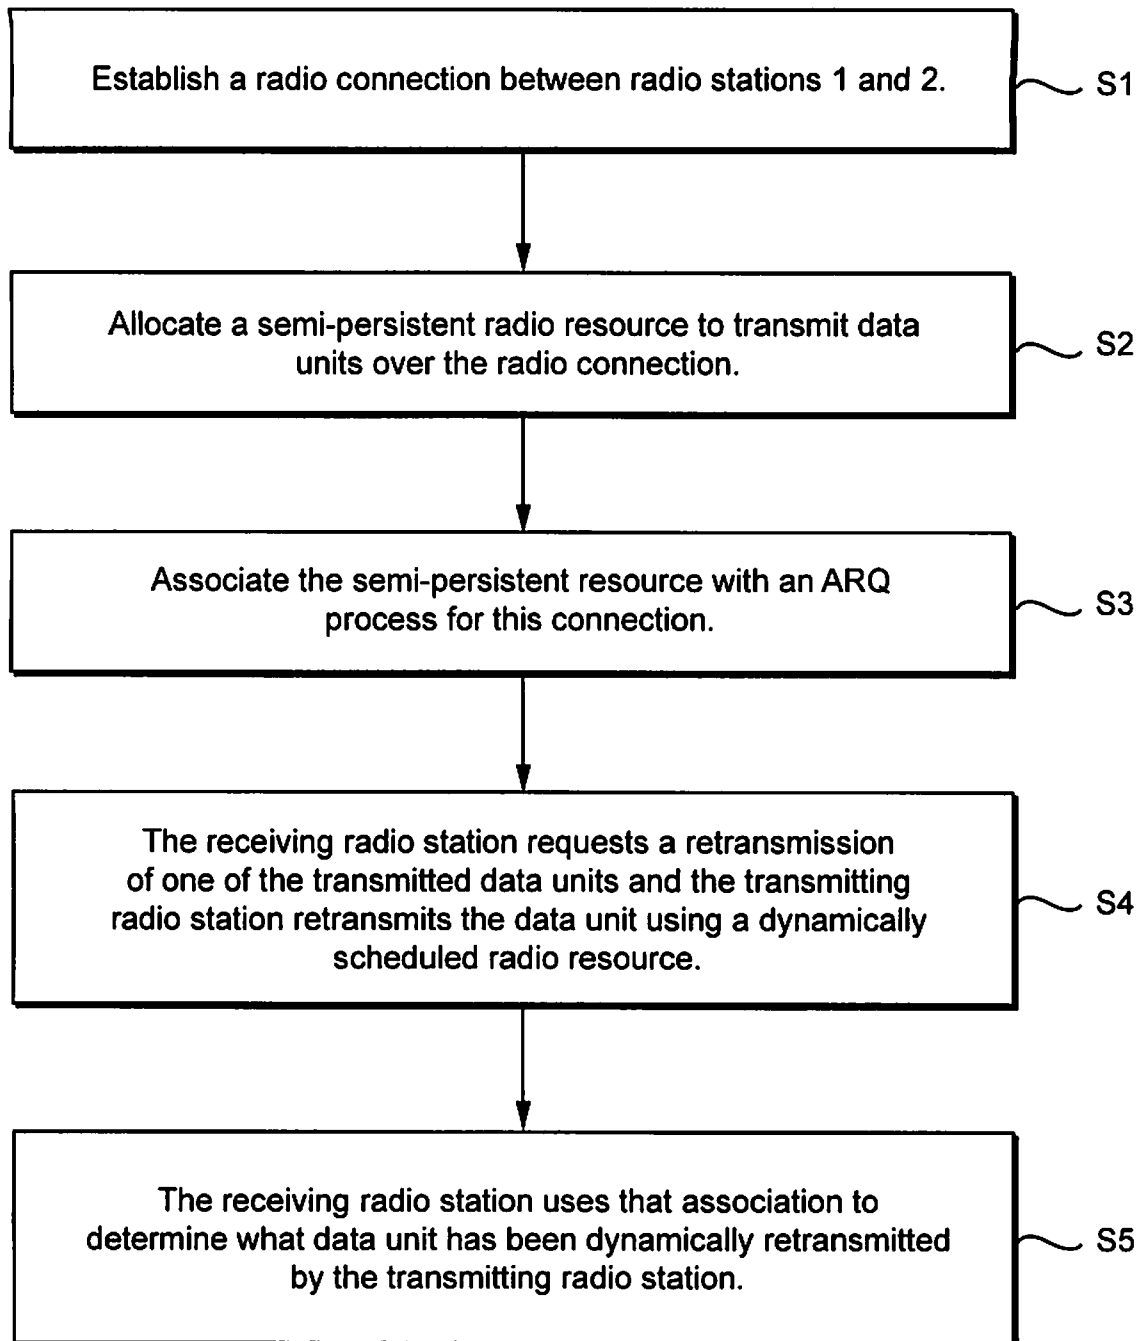 Establish a radio connection between radio stations 1 and 2.
S1
Allocate a semi-persistent radio resource to transmit data
units over the radio connection.
S2
Associate the semi-persistent resource with an ARQ
process for this connection.
S3
The receiving radio station requests a retransmission
of one of the transmitted data units and the transmitting
radio station retransmits the data unit using a dynamically
scheduled radio resource.
S4
The receiving radio station uses that association to
determine what data unit has been dynamically retransmitted
by the transmitting radio station.
S5